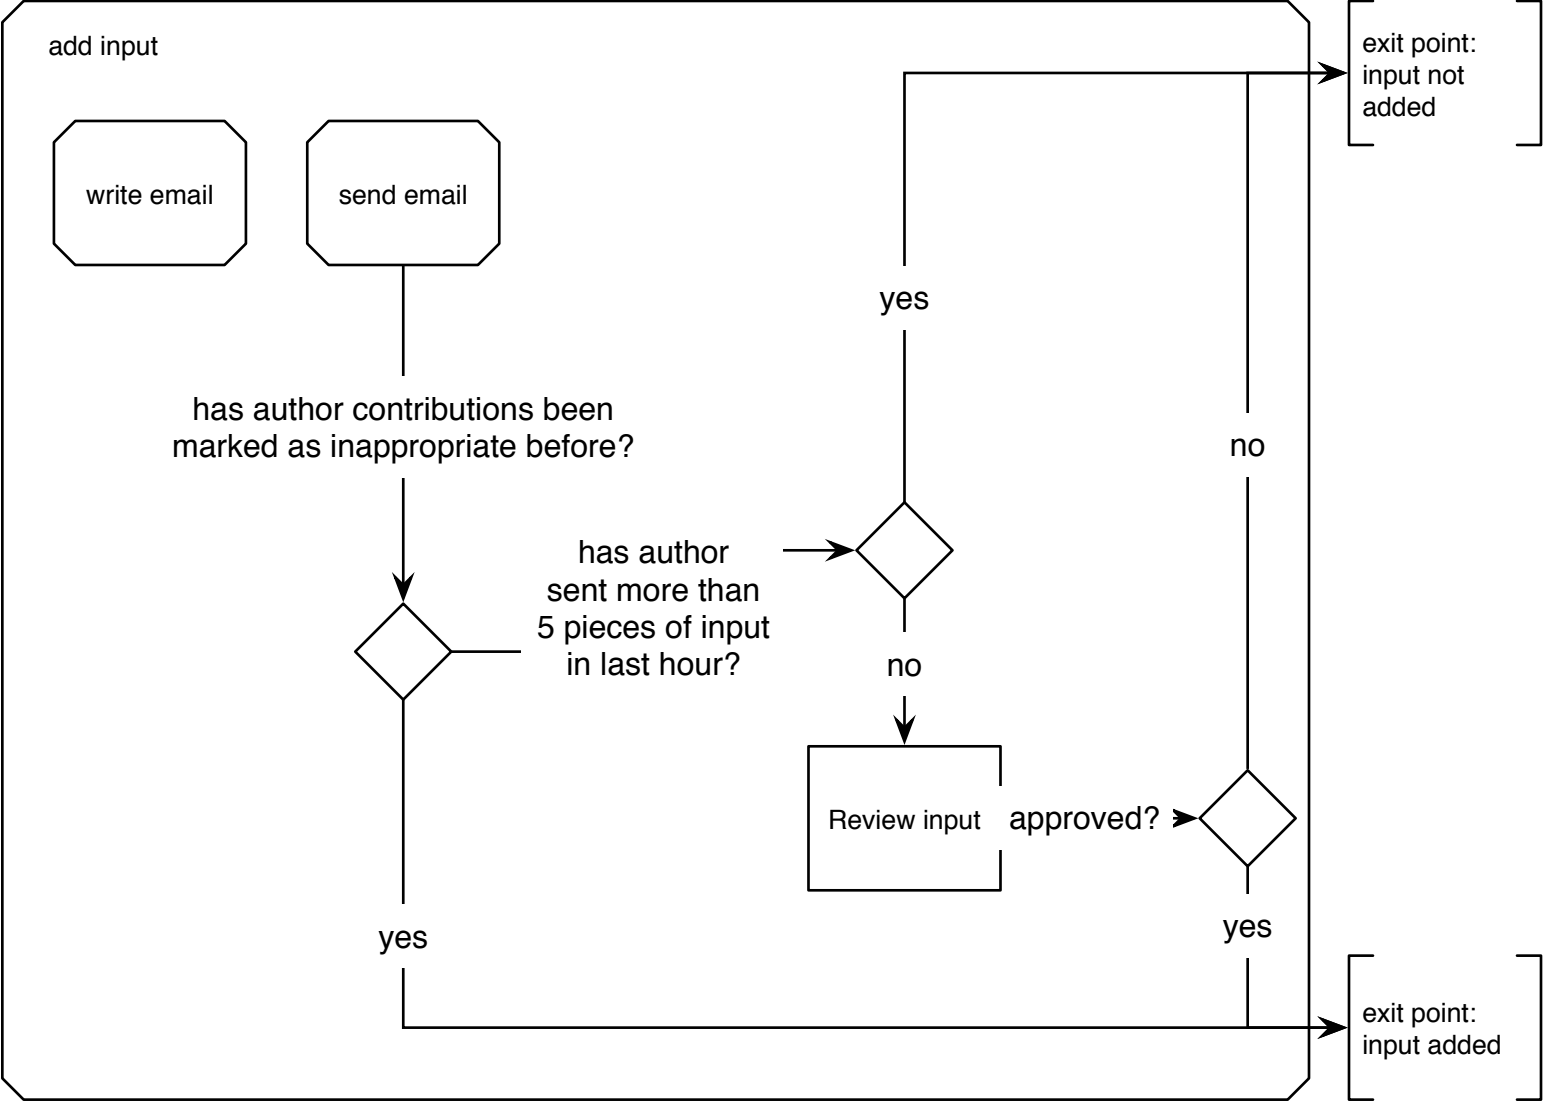 add input
exit point:
input not
added
write email
send email
yes
has author contributions been
marked as inappropriate before?
no
has author
sent more than
5 pieces of input
in last hour?
no
Review input
approved?
yes
yes
exit point:
input added